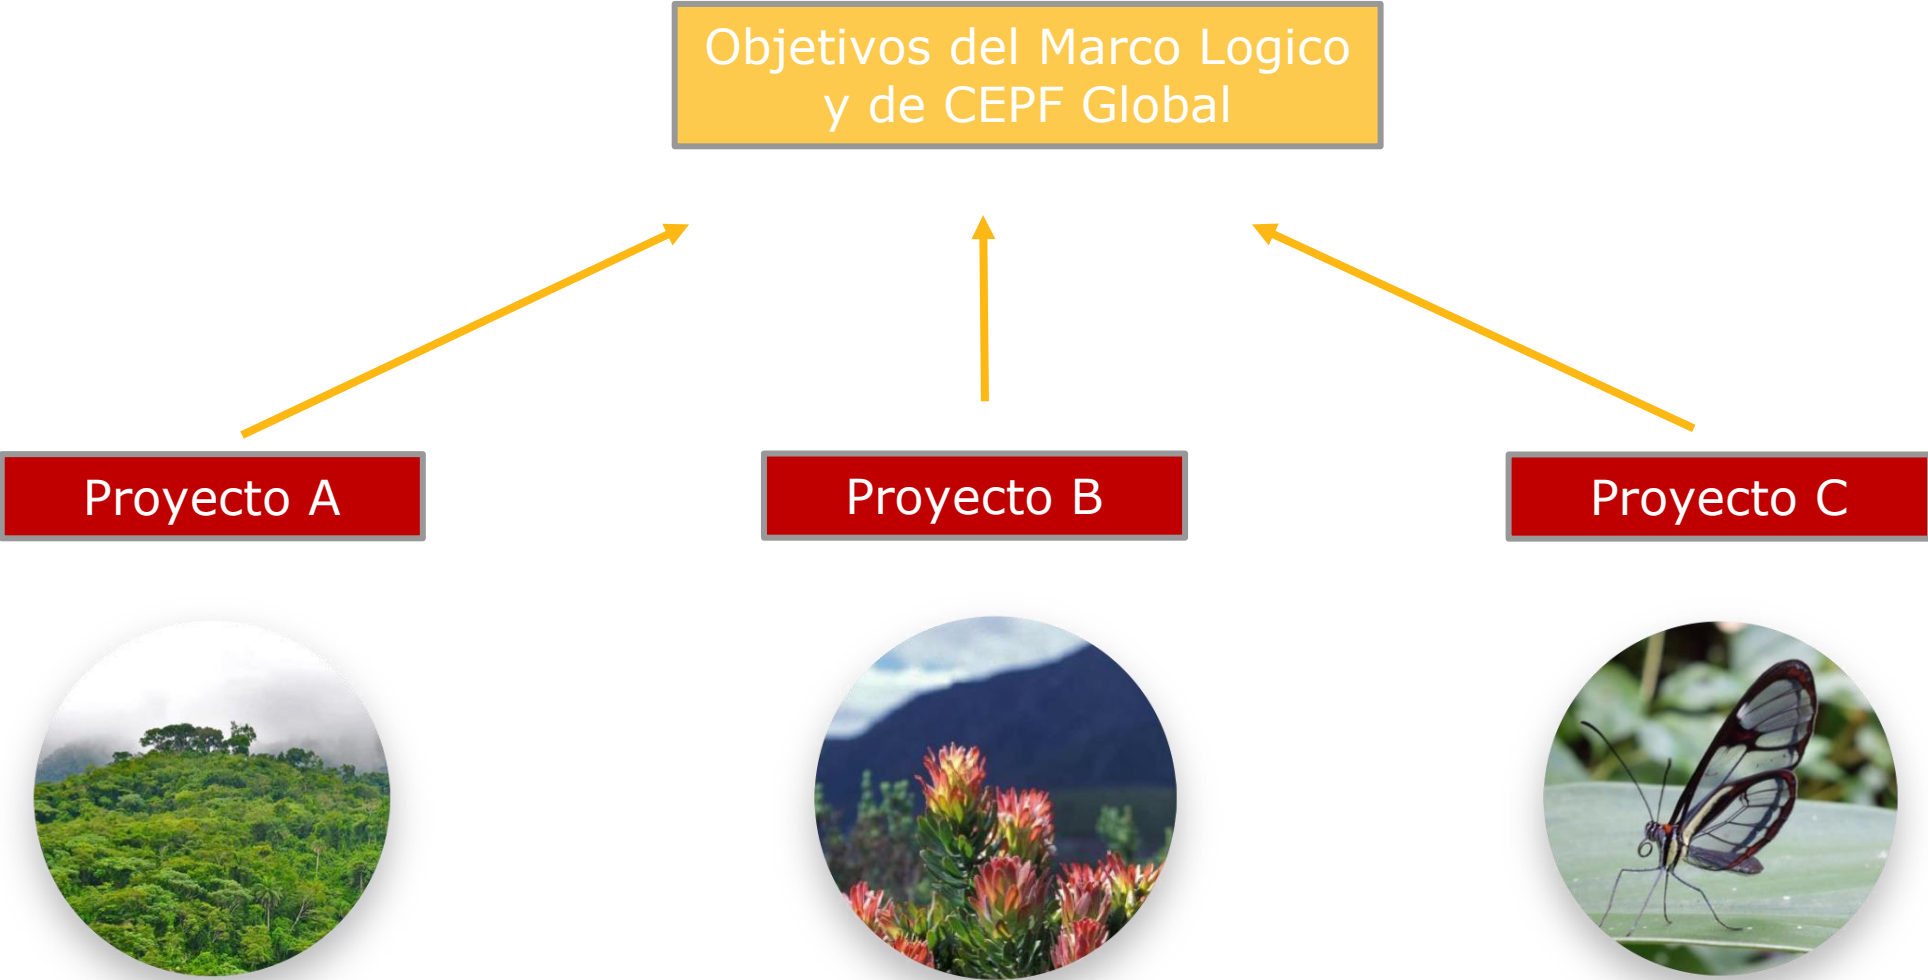 Objetivos del Marco Logico
y de CEPF Global
Proyecto A
Proyecto B
Proyecto C